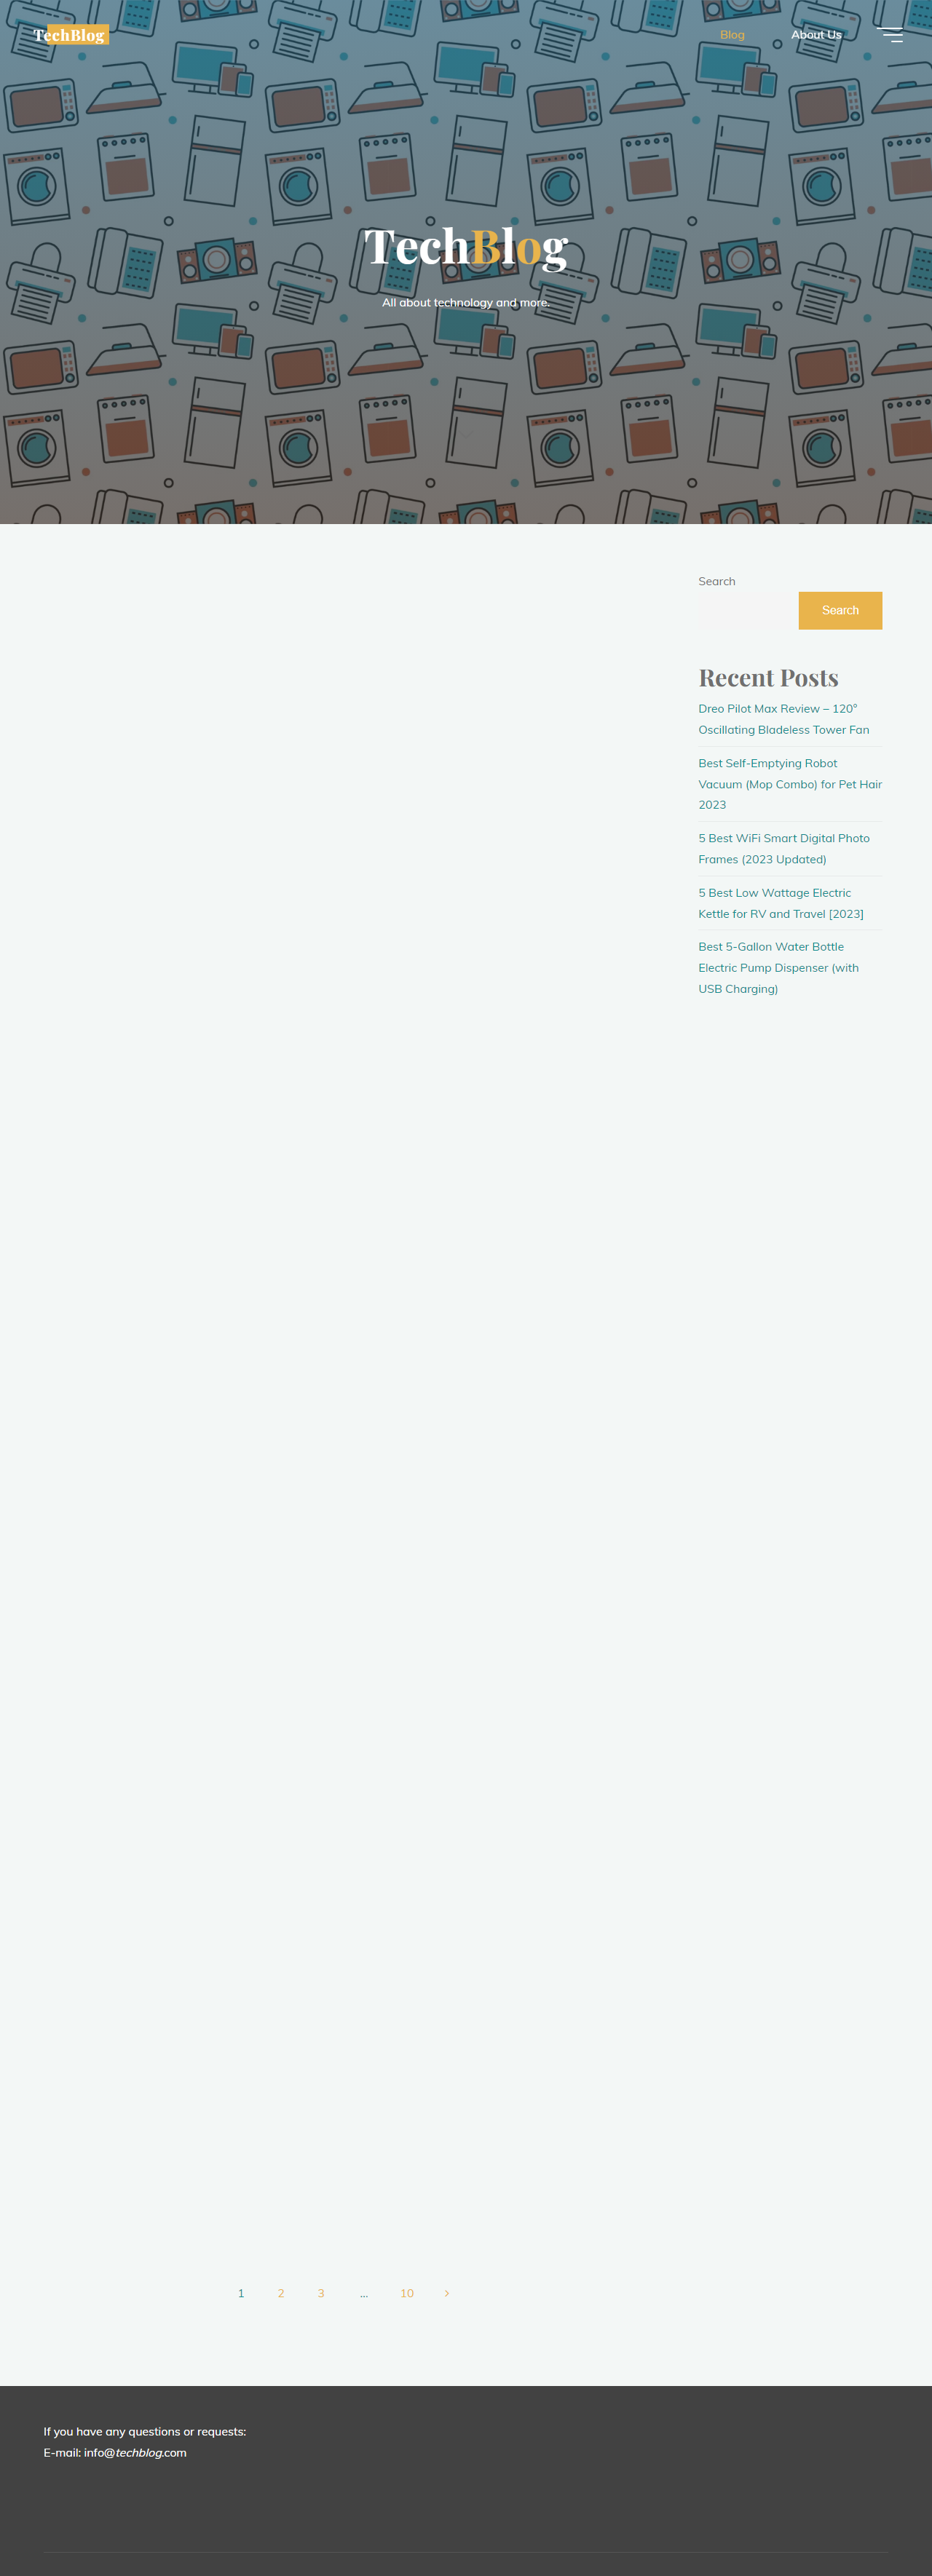 TechBlog
Blog
About Us
TechBlog
All about technology and more.
Search
Search
Recent Posts
Dreo Pilot Max Review – 120°
Oscillating Bladeless Tower Fan
Best Self-Emptying Robot
Vacuum (Mop Combo) for Pet Hair
2023
5 Best WiFi Smart Digital Photo
Frames (2023 Updated)
5 Best Low Wattage Electric
Kettle for RV and Travel [2023]
Best 5-Gallon Water Bottle
Electric Pump Dispenser (with
USB Charging)
1 2 3 … 10 ›
If you have any questions or requests:
E-mail: info@techblog.com